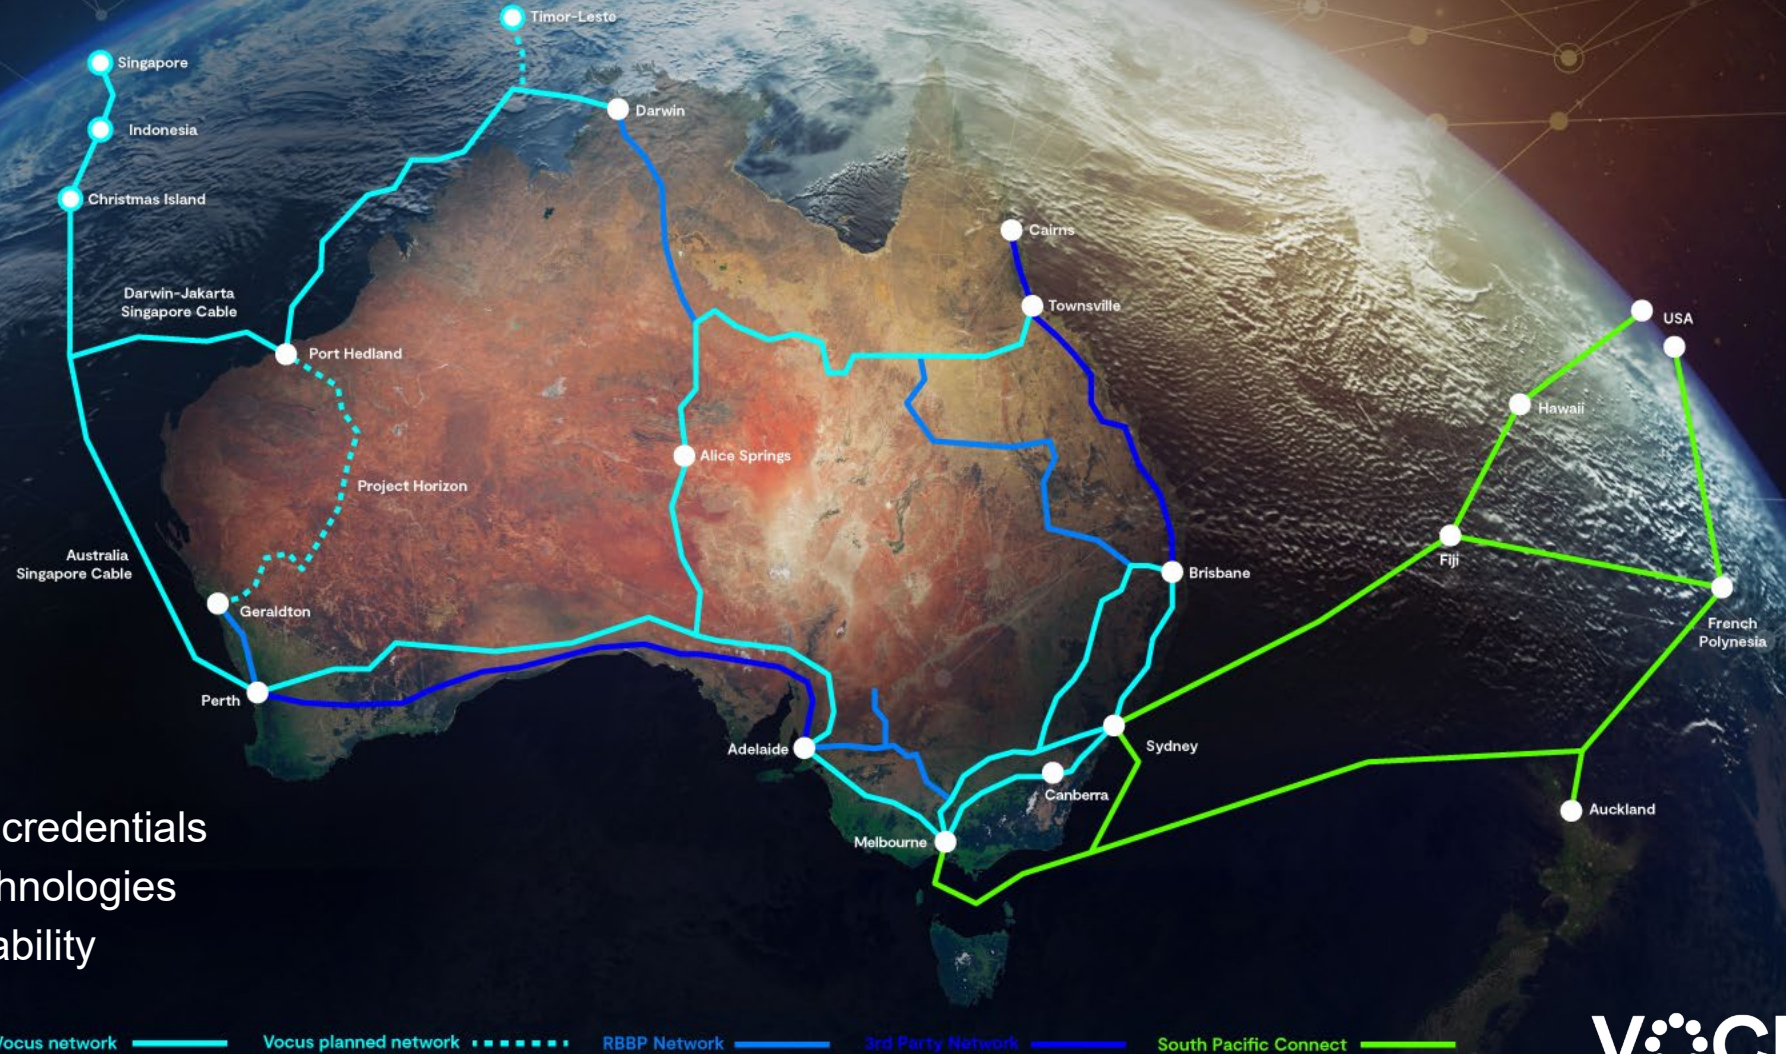 Timor-Leste
Singapore
Indonesia
Darwin
Christmas Island
Cairns
Darwin-Jakarta
Singapore Cable
Townsville
USA
Port Hedland
Hawaii
Alice Springs
Project Horizon
Australia
Singapore Cable
Fiji
Brisbane
Geraldton
French
Polynesia
Perth
Adelaide
Sydney
Canberra
Auckland
Melbourne
credentials
ability
Vocus network
Vocus planned network
RBBP Network
3rd Party Network
South Pacific Connect